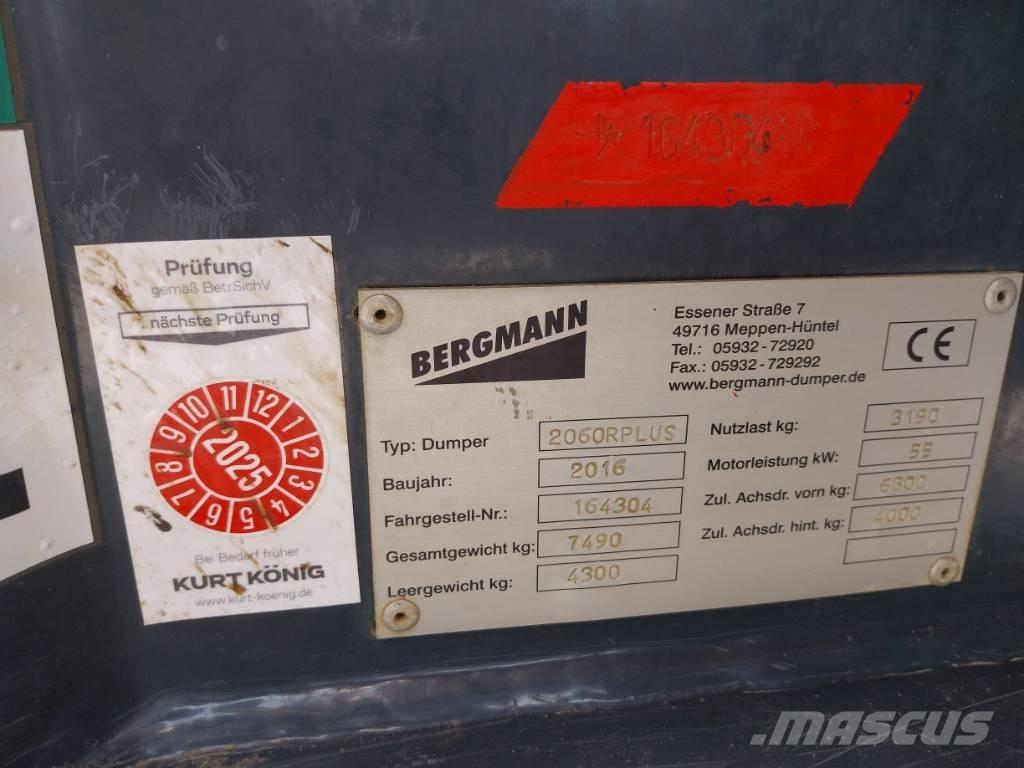 *164304*
Prüfung
gemäß BetrSichV
nächste Prüfung
1 2 3 4 5 6 7 8 9 10 11 12
2025
Bei Bedarf früher
KURT KÖNIG
www.kurt-koenig.de
BERGMANN
Essener Straße 7
49716 Meppen-Hüntel
Tel.: 05932-72920
Fax.: 05932-729292
www.bergmann-dumper.de
CE
Typ: Dumper 2060RPLUS
Baujahr: 2016
Fahrgestell-Nr.: 164304
Gesamtgewicht kg: 7490
Leergewicht kg: 4300
Nutzlast kg: 3190
Motorleistung kW: 55
Zul. Achsdr. vorn kg: 6300
Zul. Achsdr. hint. kg: 4000
MASCUS